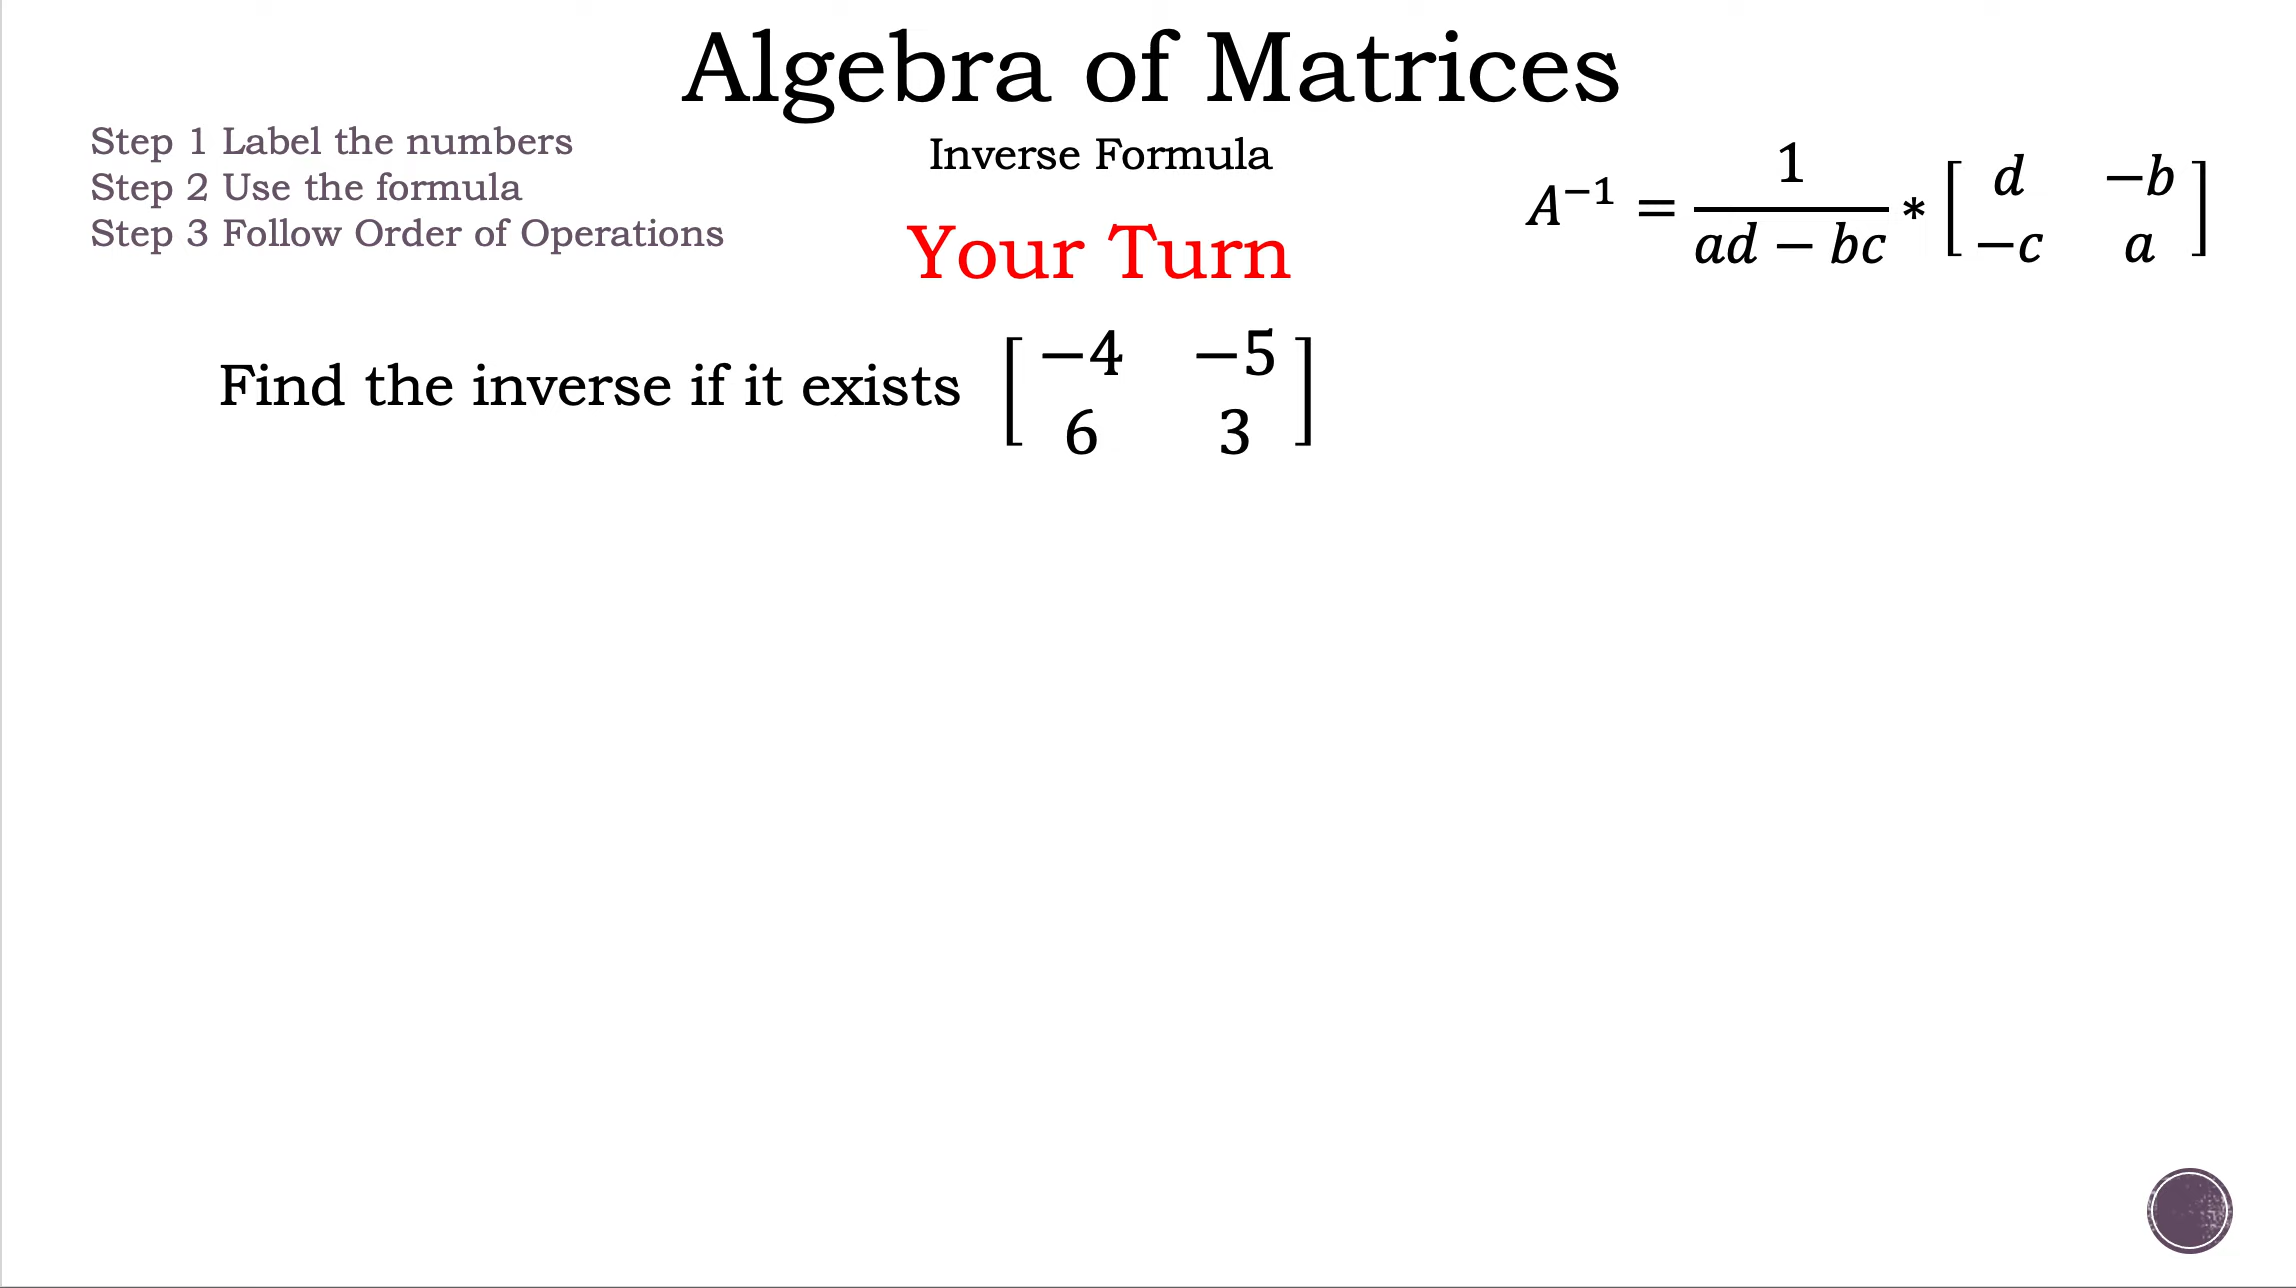 Algebra of Matrices
Step 1 Label the numbers
Step 2 Use the formula
Step 3 Follow Order of Operations
Inverse Formula
Your Turn
A⁻¹ = 1/(ad − bc) * [d −b; −c a]
Find the inverse if it exists [−4 −5; 6 3]